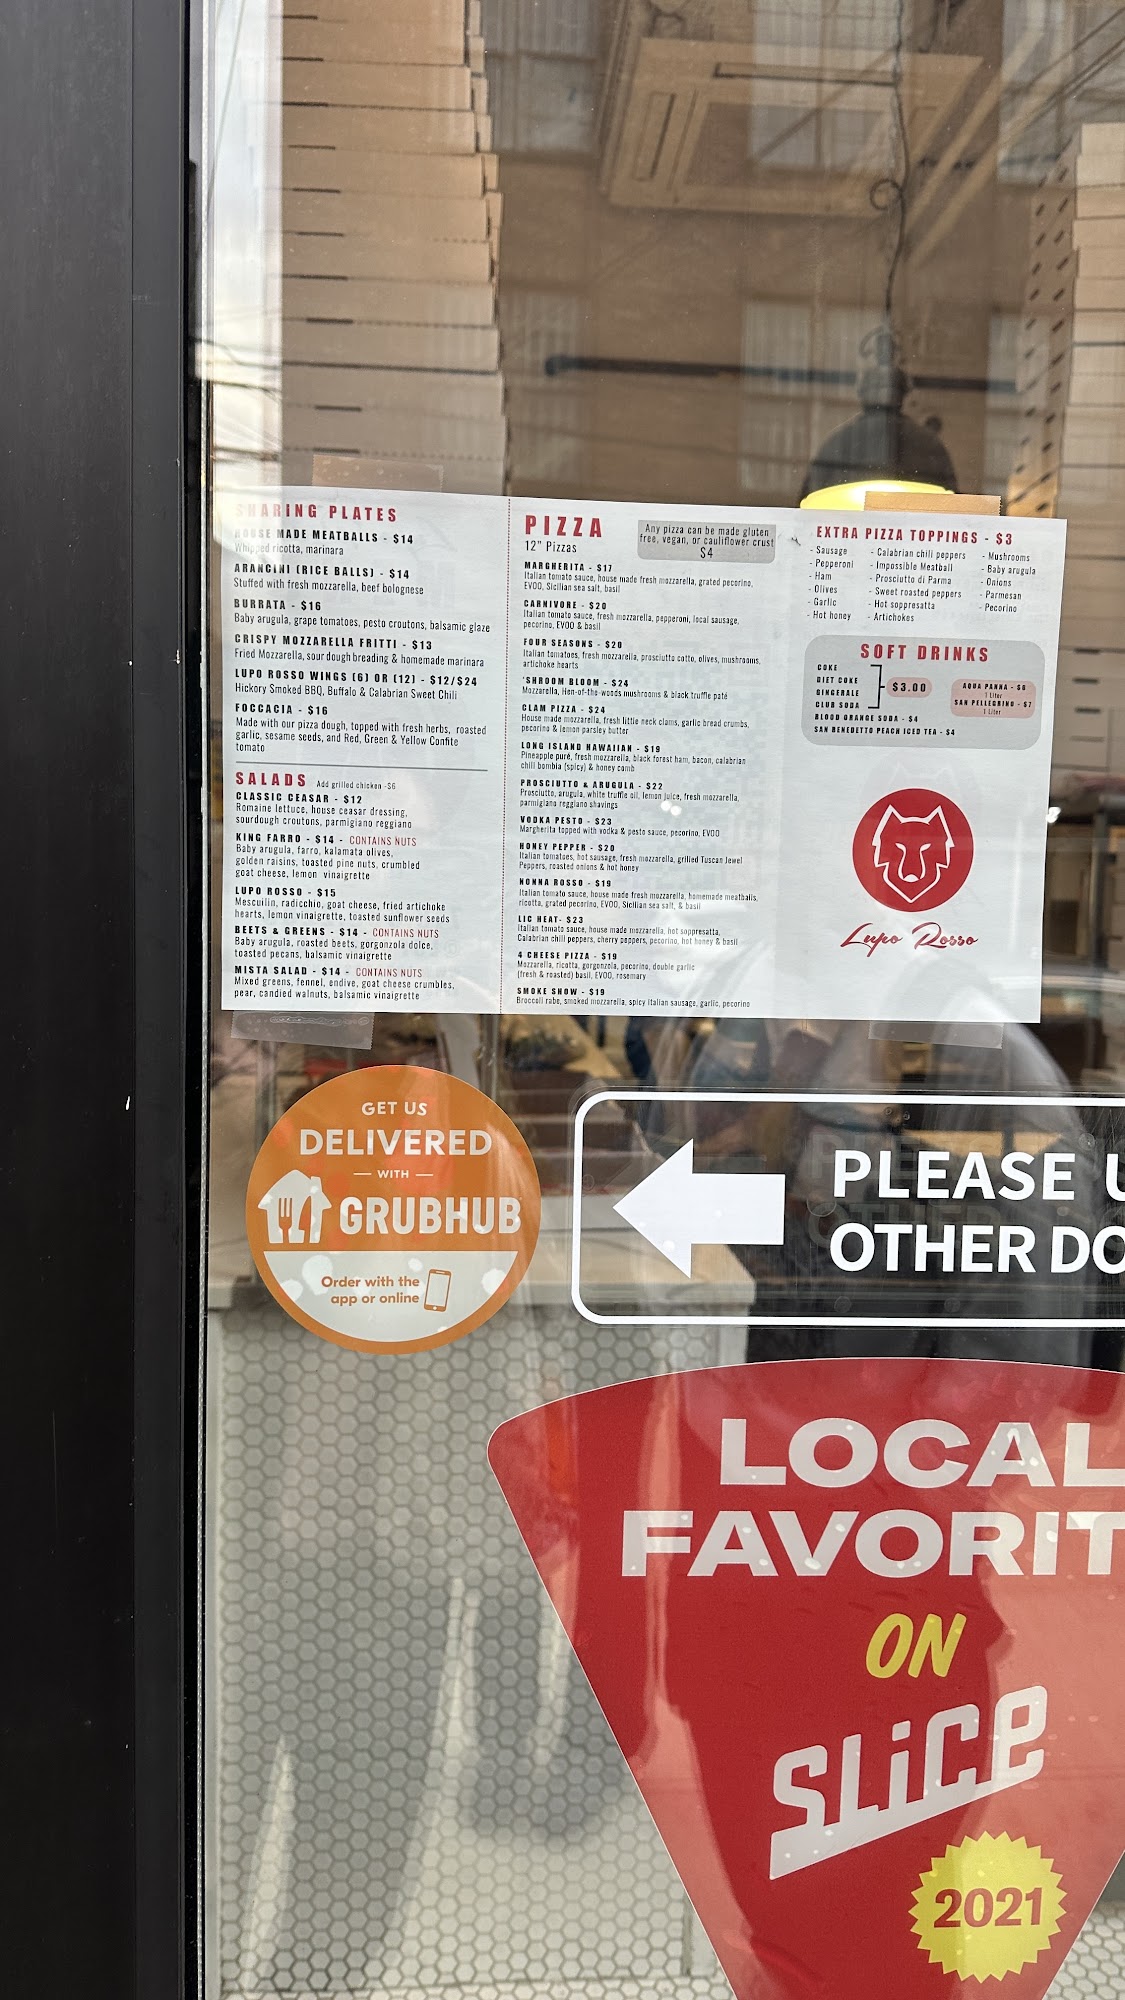 SHARING PLATES
HOUSE MADE MEATBALLS - $14
Whipped ricotta, marinara
ARANCINI (RICE BALLS) - $14
Stuffed with fresh mozzarella, beef bolognese
BURRATA - $16
Baby arugula, grape tomatoes, pesto croutons, balsamic glaze
CRISPY MOZZARELLA FRITTI - $13
Fried Mozzarella, sour dough breading & homemade marinara
LUPO ROSSO WINGS (6) OR (12) - $12/$24
Hickory Smoked BBQ, Buffalo & Calabrian Sweet Chili
FOCCACIA - $16
Made with our pizza dough, topped with fresh herbs, roasted
garlic, sesame seeds, and Red, Green & Yellow Confite
tomato
SALADS Add grilled chicken -$6
CLASSIC CEASAR - $12
Romaine lettuce, house ceasar dressing,
sourdough croutons, parmigiano reggiano
KING FARRO - $14 - CONTAINS NUTS
Baby arugula, farro, kalamata olives,
golden raisins, toasted pine nuts, crumbled
goat cheese, lemon vinaigrette
LUPO ROSSO - $15
Mescuilin, radicchio, goat cheese, fried artichoke
hearts, lemon vinaigrette, toasted sunflower seeds
BEETS & GREENS - $14 - CONTAINS NUTS
Baby arugula, roasted beets, gorgonzola dolce,
toasted pecans, balsamic vinaigrette
MISTA SALAD - $14 - CONTAINS NUTS
Mixed greens, fennel, endive, goat cheese crumbles,
pear, candied walnuts, balsamic vinaigrette
PIZZA
12" Pizzas
Any pizza can be made gluten
free, vegan, or cauliflower crust
$4
MARGHERITA - $17
Italian tomato sauce, house made fresh mozzarella, grated pecorino,
EVOO, Sicilian sea salt, basil
CARNIVORE - $20
Italian tomato sauce, fresh mozzarella, pepperoni, local sausage,
pecorino, EVOO & basil
FOUR SEASONS - $20
Italian tomatoes, fresh mozzarella, prosciutto cotto, olives, mushrooms,
artichoke hearts
'SHROOM BLOOM - $24
Mozzarella, Hen-of-the-woods mushrooms & black truffle paté
CLAM PIZZA - $24
House made mozzarella, fresh little neck clams, garlic bread crumbs,
pecorino & lemon parsley butter
LONG ISLAND HAWAIIAN - $19
Pineapple puré, fresh mozzarella, black forest ham, bacon, calabrian
chili bombs (spicy) & honey comb
PROSCIUTTO & ARUGULA - $22
Prosciutto, arugula, white truffle oil, lemon juice, fresh mozzarella,
parmigiano reggiano shavings
VODKA PESTO - $23
Margherita topped with vodka & pesto sauce, pecorino, EVOO
HONEY PEPPER - $20
Italian tomatoes, hot sausage, fresh mozzarella, grilled Tuscan Jewel
Peppers, roasted onions & hot honey
NONNA ROSSO - $19
Italian tomato sauce, house made fresh mozzarella, homemade meatballs,
ricotta, grated pecorino, EVOO, Sicilian sea salt, & basil
LIC HEAT- $23
Italian tomato sauce, house made mozzarella, hot soppresatta,
Calabrian chili peppers, cherry peppers, pecorino, hot honey & basil
4 CHEESE PIZZA - $19
Mozzarella, ricotta, gorgonzola, pecorino, double garlic
(fresh & roasted) basil, EVOO, rosemary
SMOKE SHOW - $19
Broccoli rabe, smoked mozzarella, spicy Italian sausage, garlic, pecorino
EXTRA PIZZA TOPPINGS - $3
- Sausage
- Pepperoni
- Ham
- Olives
- Garlic
- Hot honey
- Calabrian chili peppers
- Impossible Meatball
- Prosciutto di Parma
- Sweet roasted peppers
- Hot soppresatta
- Artichokes
- Mushrooms
- Baby arugula
- Onions
- Parmesan
- Pecorino
SOFT DRINKS
COKE
DIET COKE
GINGERALE
CLUB SODA
$3.00
AQUA PANNA - $6
1 Liter
SAN PELLEGRINO - $7
1 Liter
BLOOD ORANGE SODA - $4
SAN BENEDETTO PEACH ICED TEA - $4
Lupo Rosso
GET US
DELIVERED
WITH
GRUBHUB
Order with the
app or online
PLEASE U
OTHER DO
LOCAL
FAVORIT
ON
SLiCE
2021